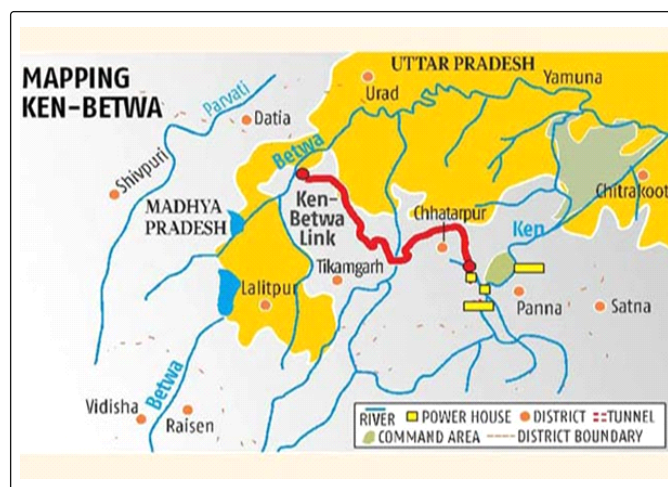 MAPPING
KEN-BETWA
UTTAR PRADESH
Yamuna
Urad
Parvati
Datia
Betwa
Shivpuri
Chitrakoot
MADHYA
PRADESH
Ken-
Betwa
Link
Chhatarpur
Ken
Tikamgarh
Lalitpur
Panna
Satna
Betwa
Vidisha
Raisen
RIVER
POWER HOUSE
DISTRICT
TUNNEL
COMMAND AREA
DISTRICT BOUNDARY